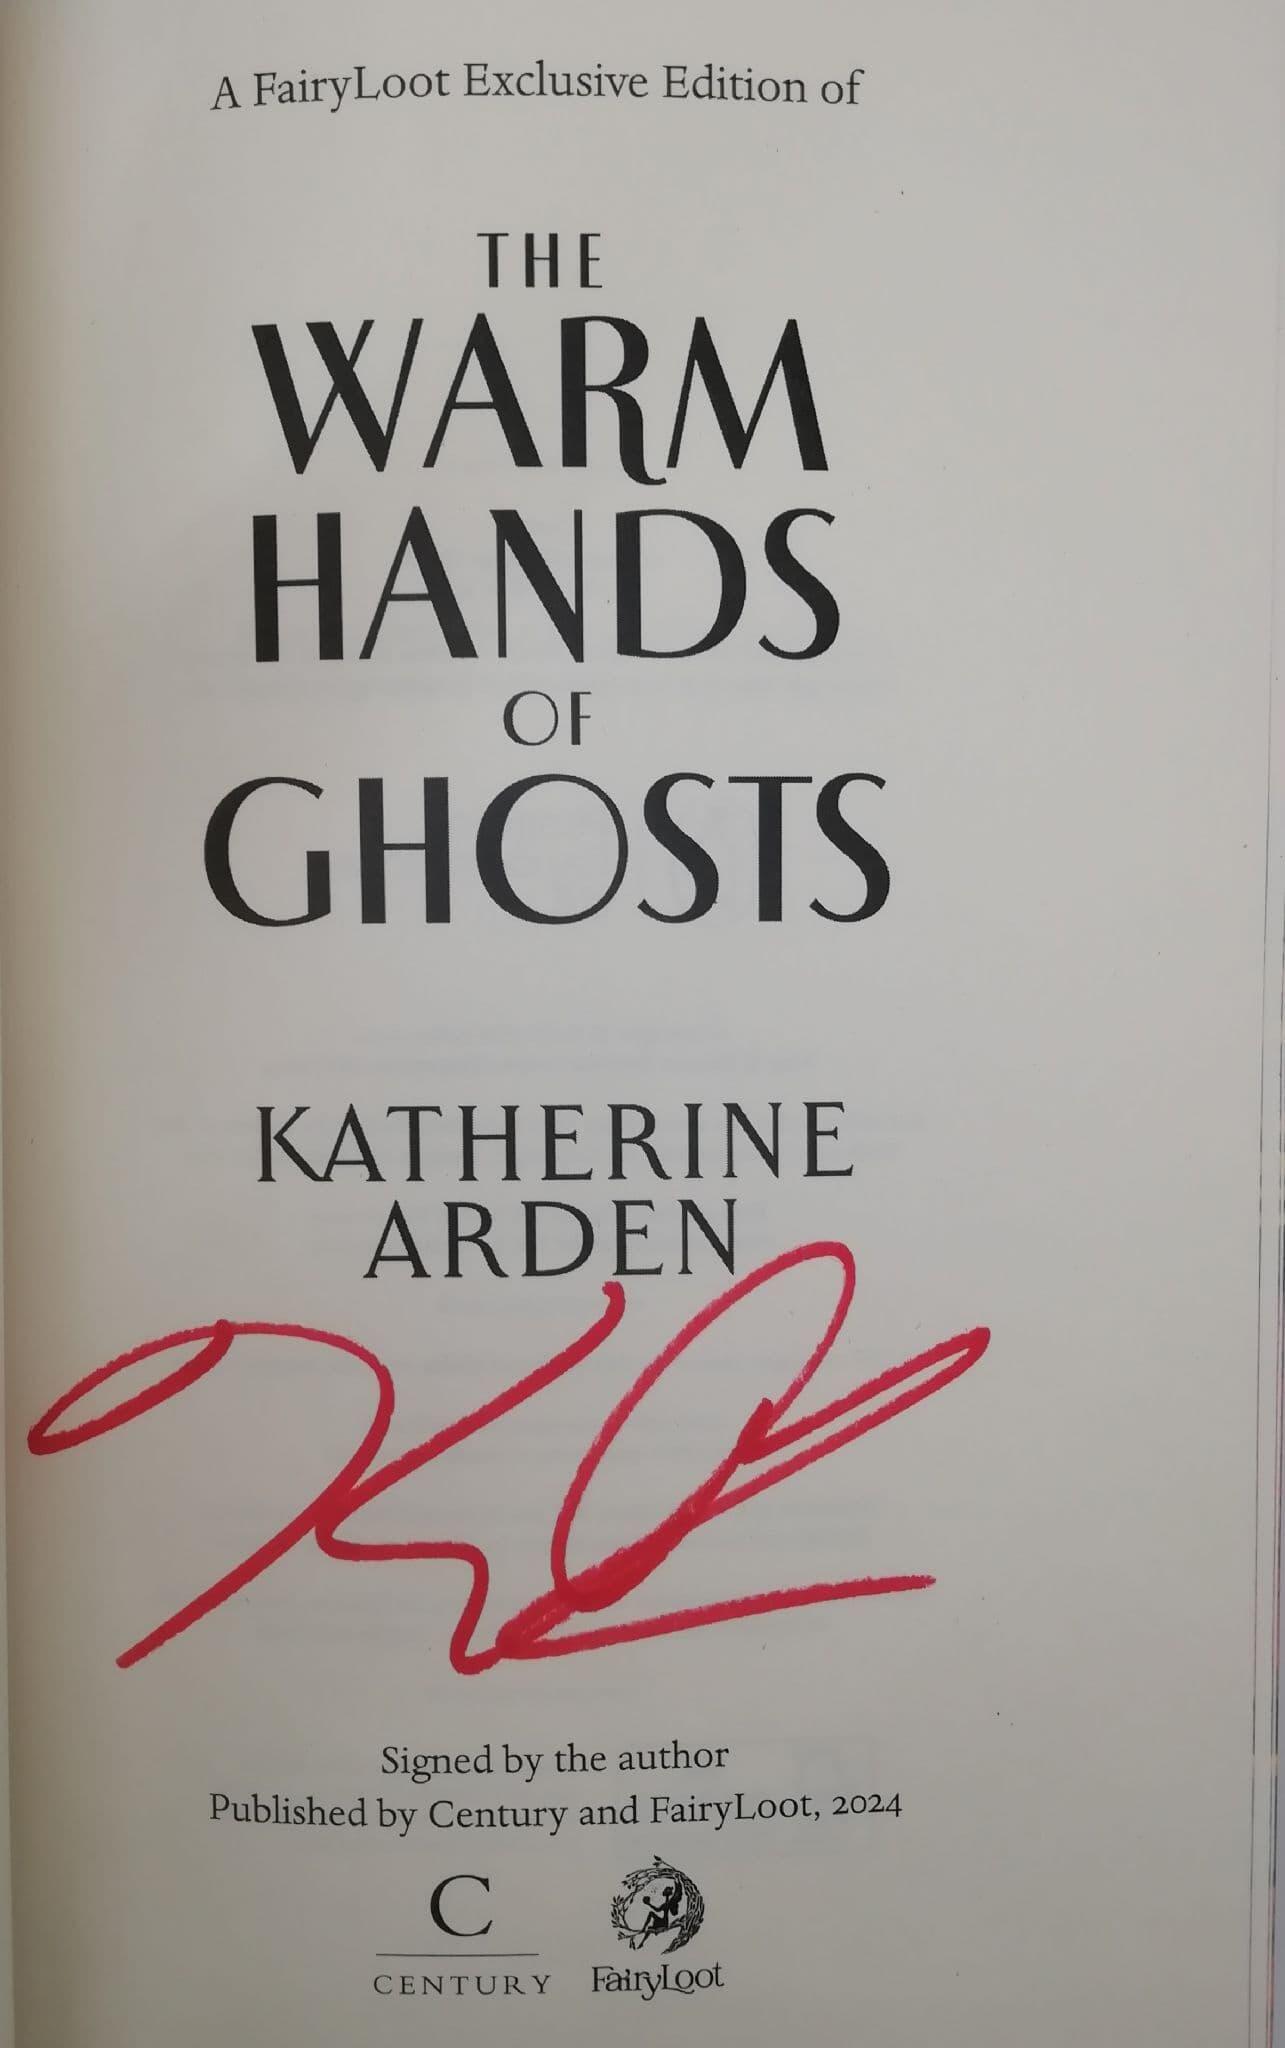 A FairyLoot Exclusive Edition of
THE
WARM
HANDS
OF
GHOSTS
KATHERINE
ARDEN
Signed by the author
Published by Century and FairyLoot, 2024
C
CENTURY
FairyLoot